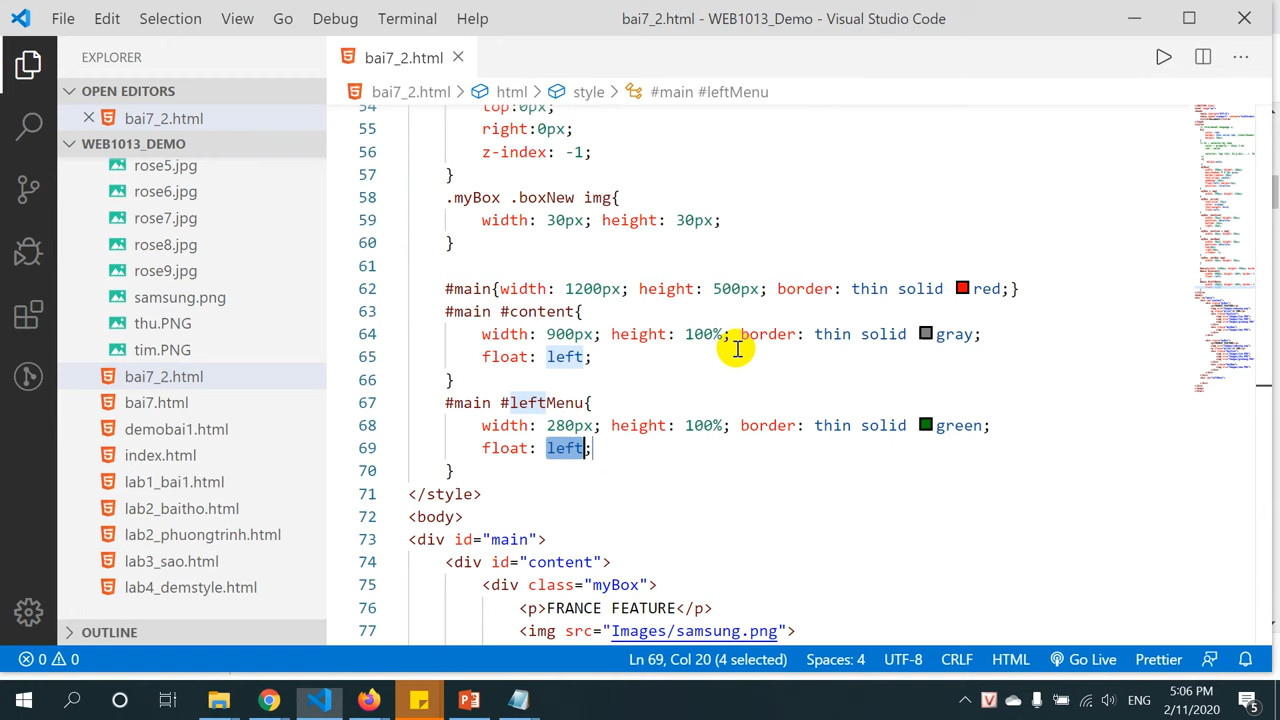 File Edit Selection View Go Debug Terminal Help bai7_2.html - WEB1013_Demo - Visual Studio Code
EXPLORER
bai7_2.html
OPEN EDITORS
bai7_2.html
WEB1013_DEMO
rose5.jpg
rose6.jpg
rose7.jpg
rose8.jpg
rose9.jpg
samsung.png
thu.PNG
tim.PNG
bai7_2.html
bai7.html
demobai1.html
index.html
lab1_bai1.html
lab2_baitho.html
lab2_phuongtrinh.html
lab3_sao.html
lab4_demstyle.html
OUTLINE
bai7_2.html > html > style > #main #leftMenu
54 top:0px;
55 right:0px;
56 z-index: -1;
57 }
58 .myBox .boxNew img{
59 width: 30px; height: 30px;
60 }
61
62 #main{width: 1200px; height: 500px; border: thin solid red;}
63 #main #content{
64 width: 900px; height: 100%; border: thin solid gray;
65 float: left;
66 }
67 #main #leftMenu{
68 width: 280px; height: 100%; border: thin solid green;
69 float: left;
70 }
71 </style>
72 <body>
73 <div id="main">
74 <div id="content">
75 <div class="myBox">
76 <p>FRANCE FEATURE</p>
77 <img src="Images/samsung.png">
0 0 Ln 69, Col 20 (4 selected) Spaces: 4 UTF-8 CRLF HTML Go Live Prettier
ENG 5:06 PM
2/11/2020 5